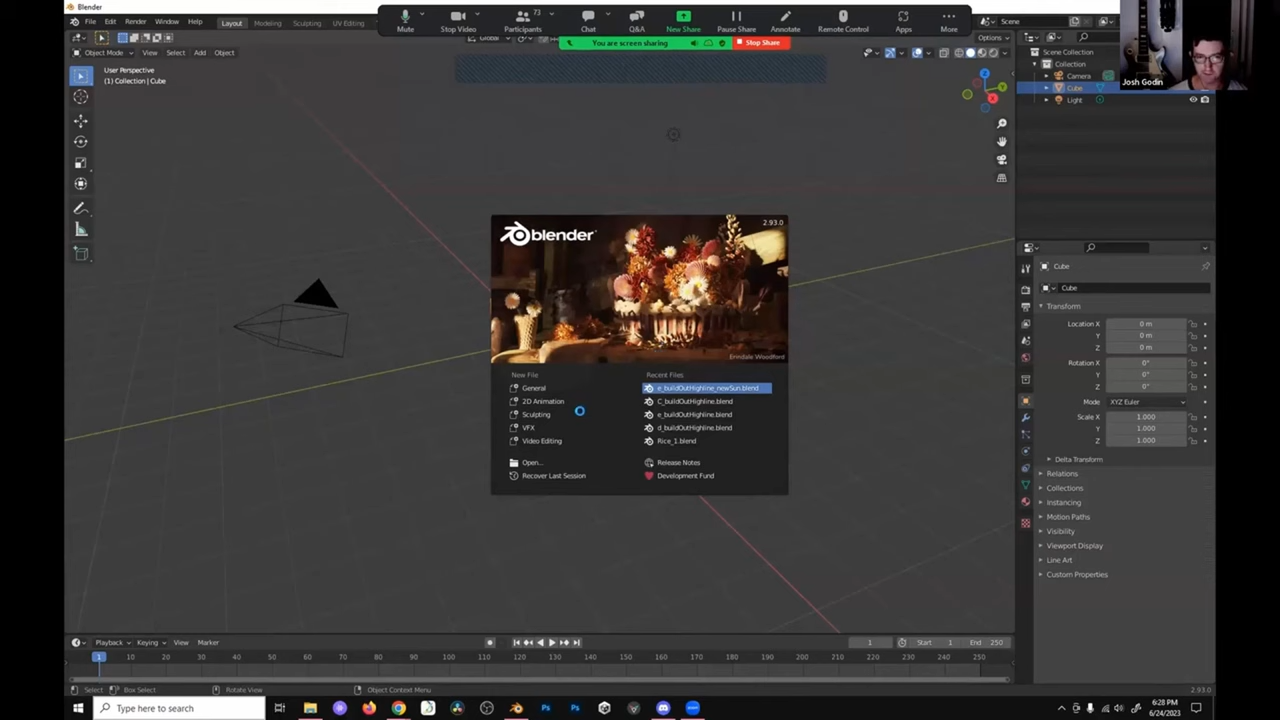 Blender
File Edit Render Window Help Layout Modeling Sculpting UV Editing
Mute Stop Video Participants 73 Chat Q&A New Share Pause Share Annotate Remote Control Apps More
You are screen sharing Stop Share
Scene
Global
Options
Object Mode View Select Add Object
User Perspective
(1) Collection | Cube
Scene Collection
Collection
Camera
Cube
Light
Josh Godin
X
Y
Z
blender
2.93.0
Erindale Woodford
New File
General
2D Animation
Sculpting
VFX
Video Editing
Open...
Recover Last Session
Recent Files
e_buildOutHighline_newSun.blend
C_buildOutHighline.blend
e_buildOutHighline.blend
d_buildOutHighline.blend
Rice_1.blend
Release Notes
Development Fund
Cube
Cube
Transform
Location X 0 m
Y 0 m
Z 0 m
Rotation X 0°
Y 0°
Z 0°
Mode XYZ Euler
Scale X 1.000
Y 1.000
Z 1.000
Delta Transform
Relations
Collections
Instancing
Motion Paths
Visibility
Viewport Display
Line Art
Custom Properties
Playback Keying View Marker 1 Start 1 End 250
1 10 20 30 40 50 60 70 80 90 100 110 120 130 140 150 160 170 180 190 200 210 220 230 240 250
Select Box Select Rotate View Object Context Menu 2.93.0
Type here to search
6:28 PM
6/24/2023